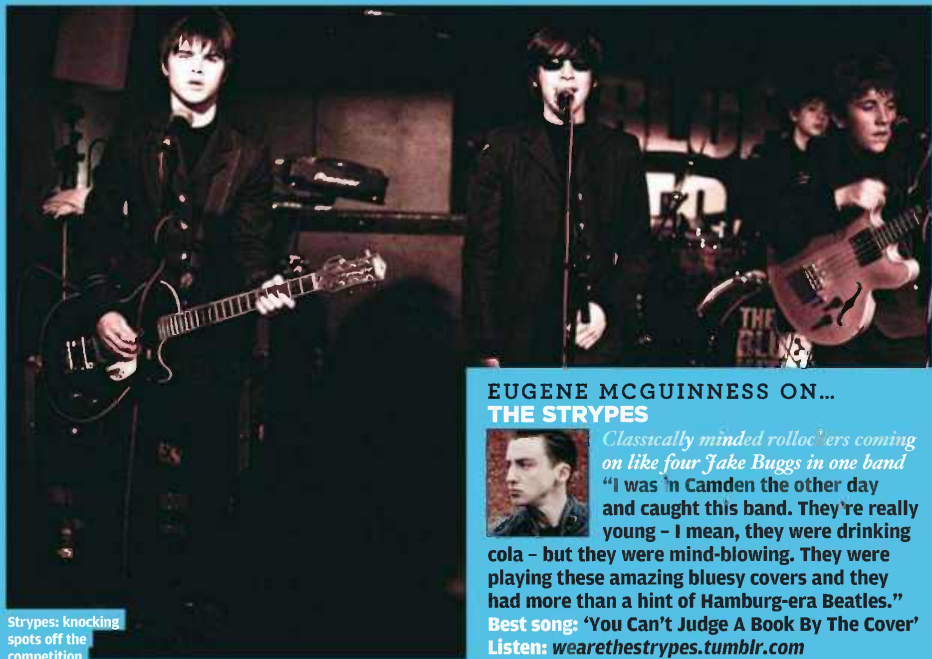 Pioneer
THE
EUGENE MCGUINNESS ON...
THE STRYPES
Classically minded rollockers coming
on like four Jake Buggs in one band
“I was in Camden the other day
and caught this band. They’re really
young – I mean, they were drinking
cola – but they were mind-blowing. They were
playing these amazing bluesy covers and they
had more than a hint of Hamburg-era Beatles.”
Best song: ‘You Can’t Judge A Book By The Cover’
Listen: wearethestrypes.tumblr.com
Strypes: knocking
spots off the
competition